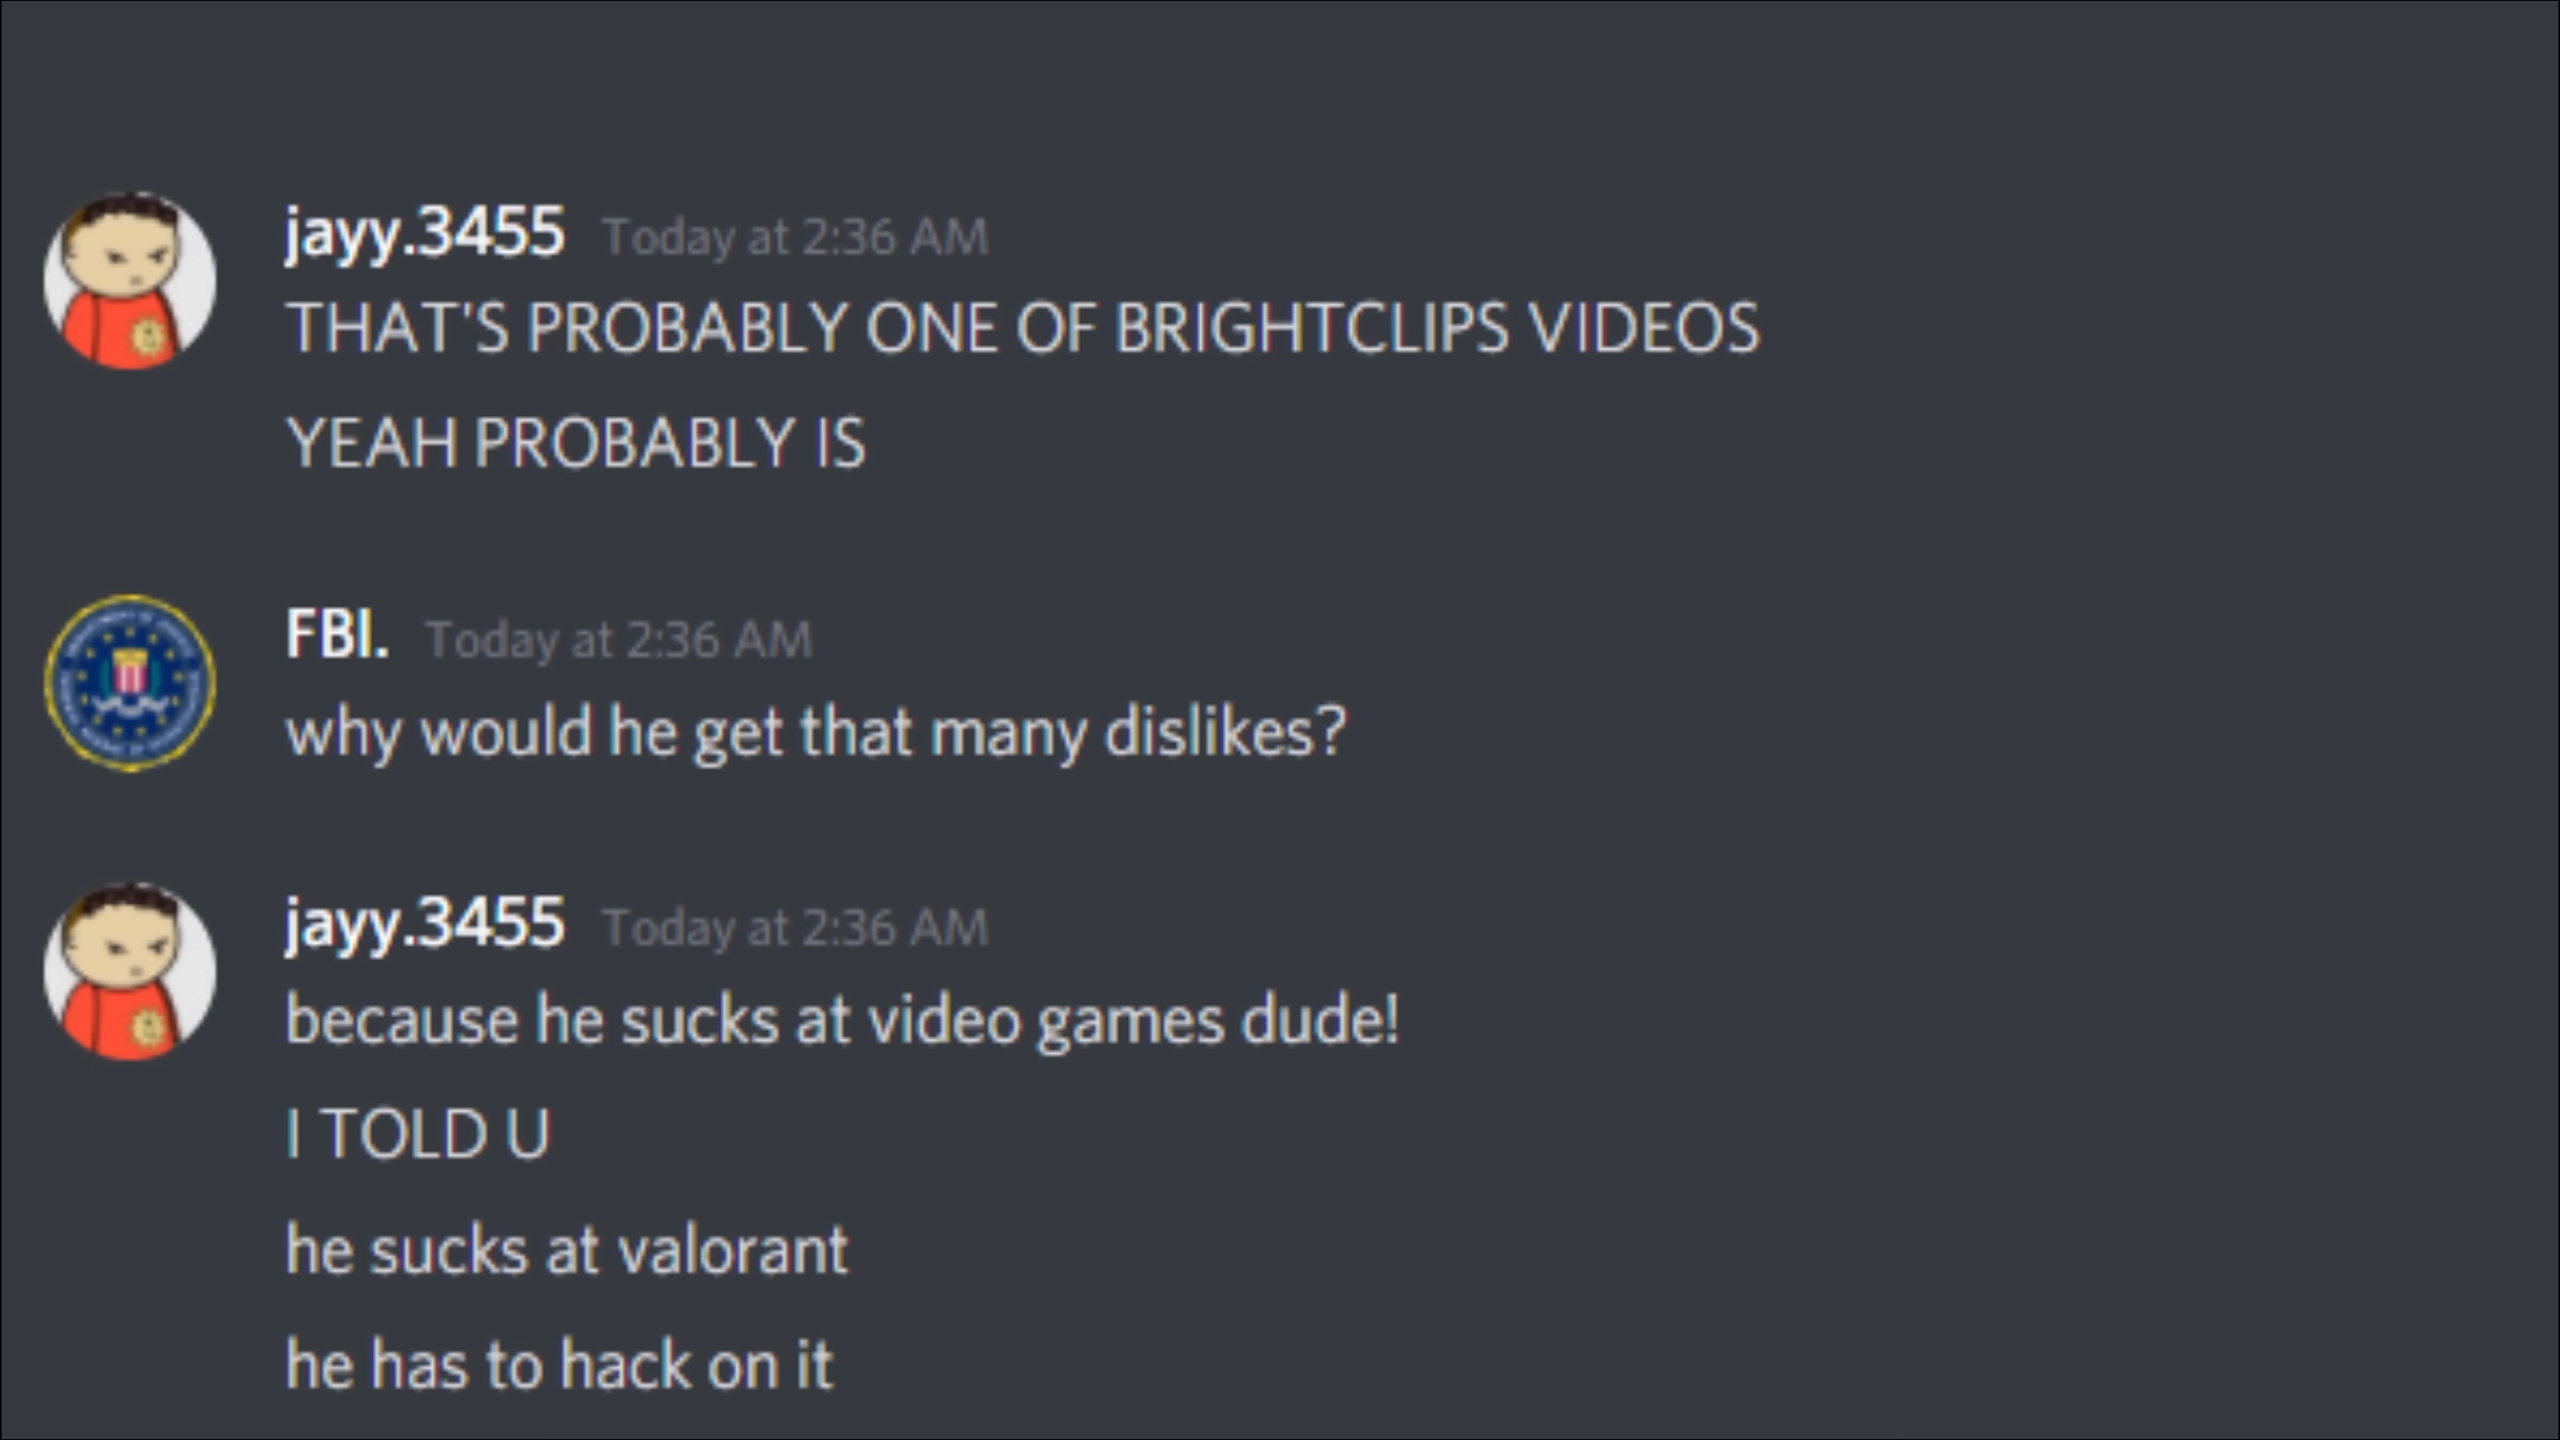 jayy.3455 Today at 2:36 AM
THAT'S PROBABLY ONE OF BRIGHTCLIPS VIDEOS
YEAH PROBABLY IS
FBI. Today at 2:36 AM
why would he get that many dislikes?
jayy.3455 Today at 2:36 AM
because he sucks at video games dude!
I TOLD U
he sucks at valorant
he has to hack on it